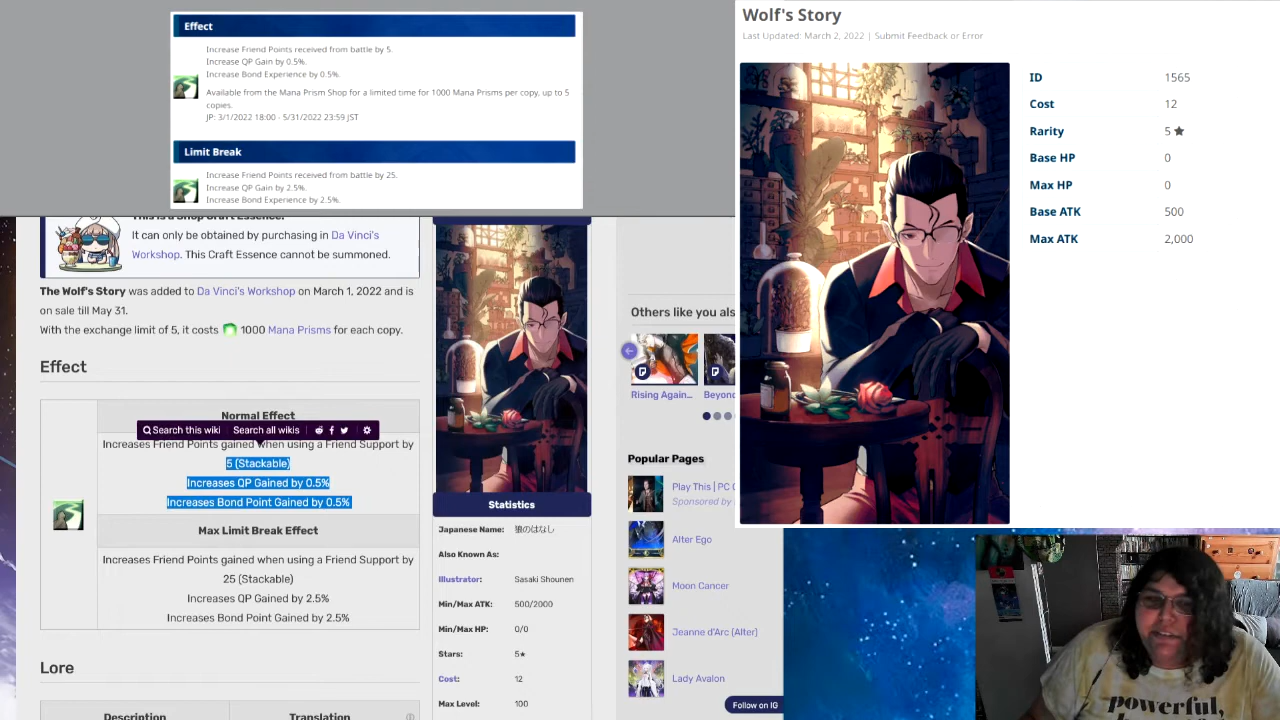 Effect
Increase Friend Points received from battle by 5.
Increase QP Gain by 0.5%.
Increase Bond Experience by 0.5%.
Available from the Mana Prism Shop for a limited time for 1000 Mana Prisms per copy, up to 5
copies.
JP: 3/1/2022 18:00 - 5/31/2022 23:59 JST
Limit Break
Increase Friend Points received from battle by 25.
Increase QP Gain by 2.5%.
Increase Bond Experience by 2.5%.
Wolf's Story
Last Updated: March 2, 2022 | Submit Feedback or Error
ID 1565
Cost 12
Rarity 5 ★
Base HP 0
Max HP 0
Base ATK 500
Max ATK 2,000
This is a Shop Craft Essence.
It can only be obtained by purchasing in Da Vinci's
Workshop. This Craft Essence cannot be summoned.
The Wolf's Story was added to Da Vinci's Workshop on March 1, 2022 and is
on sale till May 31.
With the exchange limit of 5, it costs 1000 Mana Prisms for each copy.
Effect
Normal Effect
Search this wiki Search all wikis
Increases Friend Points gained when using a Friend Support by
5 (Stackable)
Increases QP Gained by 0.5%
Increases Bond Point Gained by 0.5%
Max Limit Break Effect
Increases Friend Points gained when using a Friend Support by
25 (Stackable)
Increases QP Gained by 2.5%
Increases Bond Point Gained by 2.5%
Lore
Description Translation
Statistics
Japanese Name: 狼のはなし
Also Known As:
Illustrator: Sasaki Shounen
Min/Max ATK: 500/2000
Min/Max HP: 0/0
Stars: 5★
Cost: 12
Max Level: 100
Others like you als
Rising Again... Beyon
Popular Pages
Play This | PC G
Sponsored by
Alter Ego
Moon Cancer
Jeanne d'Arc (Alter)
Lady Avalon
Follow on IG
powerful,